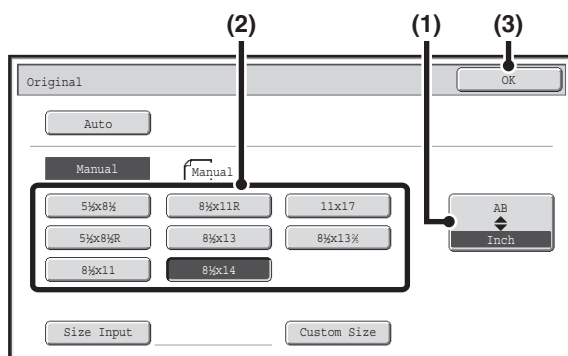 (2) (1) (3)
Original OK
Auto
Manual Manual
5½x8½ 8½x11R 11x17
5½x8½R 8½x13 8½x13⅖
8½x11 8½x14
AB
Inch
Size Input Custom Size